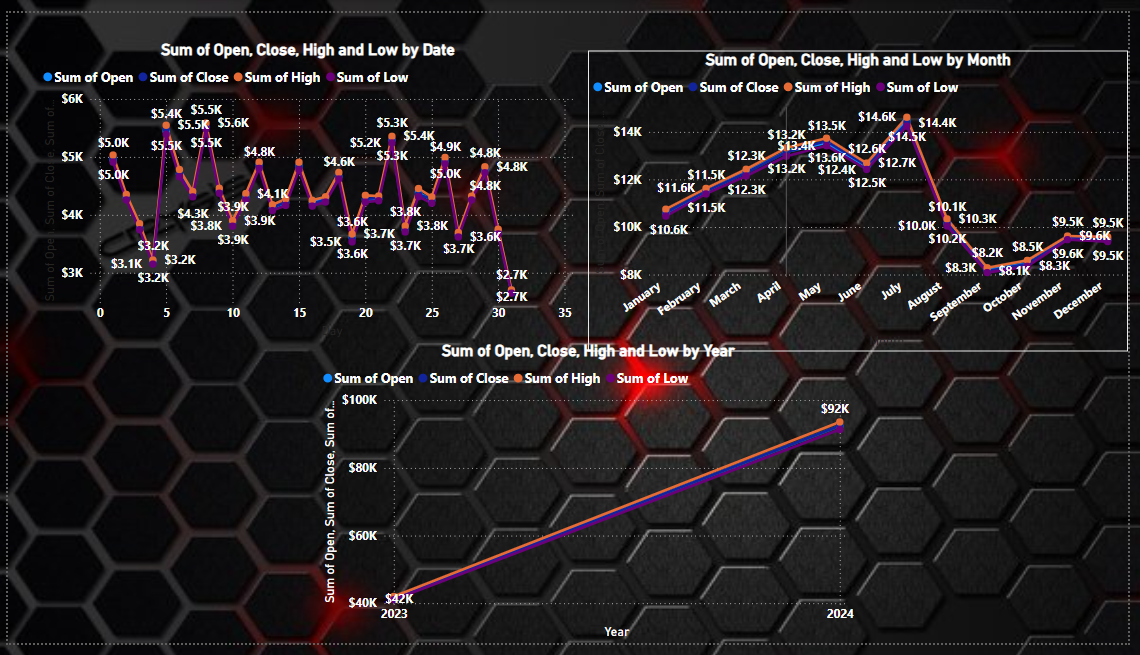 Sum of Open, Close, High and Low by Date
Sum of Open Sum of Close Sum of High Sum of Low
$6K
$5K
$4K
$3K
$5.0K
$5.0K
$3.1K
$3.2K
$3.2K
$3.2K
$5.4K
$5.5K
$5.5K
$4.3K
$3.8K
$5.5K
$5.5K
$5.6K
$3.9K
$3.9K
$3.9K
$4.8K
$4.1K
$4.6K
$3.5K
$3.6K
$3.6K
$3.7K
$5.2K
$5.3K
$5.3K
$5.4K
$3.8K
$3.7K
$3.8K
$4.9K
$5.0K
$3.7K
$3.6K
$4.8K
$4.8K
$4.8K
$2.7K
$2.7K
0 5 10 15 20 25 30 35
Sum of Open, Close, High and Low by Month
Sum of Open Sum of Close Sum of High Sum of Low
$14K
$12K
$10K
$8K
$11.6K
$10.6K
$11.5K
$11.5K
$12.3K
$12.3K
$13.2K
$13.4K
$13.2K
$13.5K
$13.6K
$12.4K
$12.6K
$12.7K
$12.5K
$14.6K
$14.4K
$14.5K
$10.1K
$10.0K
$10.3K
$10.2K
$8.2K
$8.3K
$8.1K
$8.5K
$8.3K
$9.5K
$9.6K
$9.5K
$9.6K
$9.5K
January February March April May June July August September October November December
Sum of Open, Close, High and Low by Year
Sum of Open Sum of Close Sum of High Sum of Low
Sum of Open, Sum of Close, Sum of...
$100K
$80K
$60K
$40K
$42K
$92K
2023 2024
Year